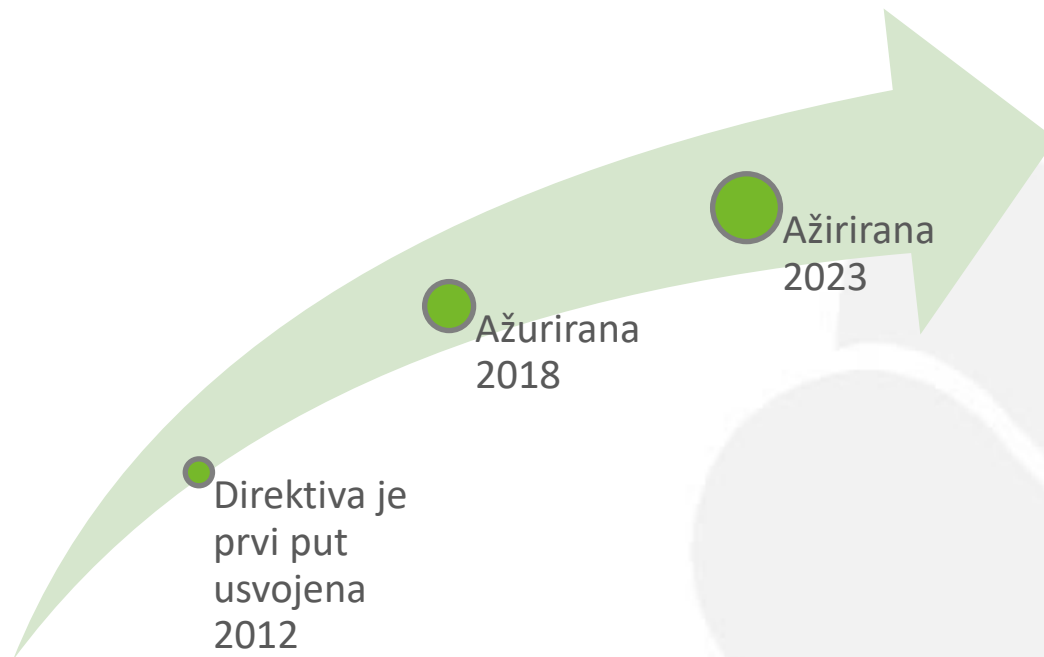 Direktiva je
prvi put
usvojena
2012
Ažurirana
2018
Ažirirana
2023